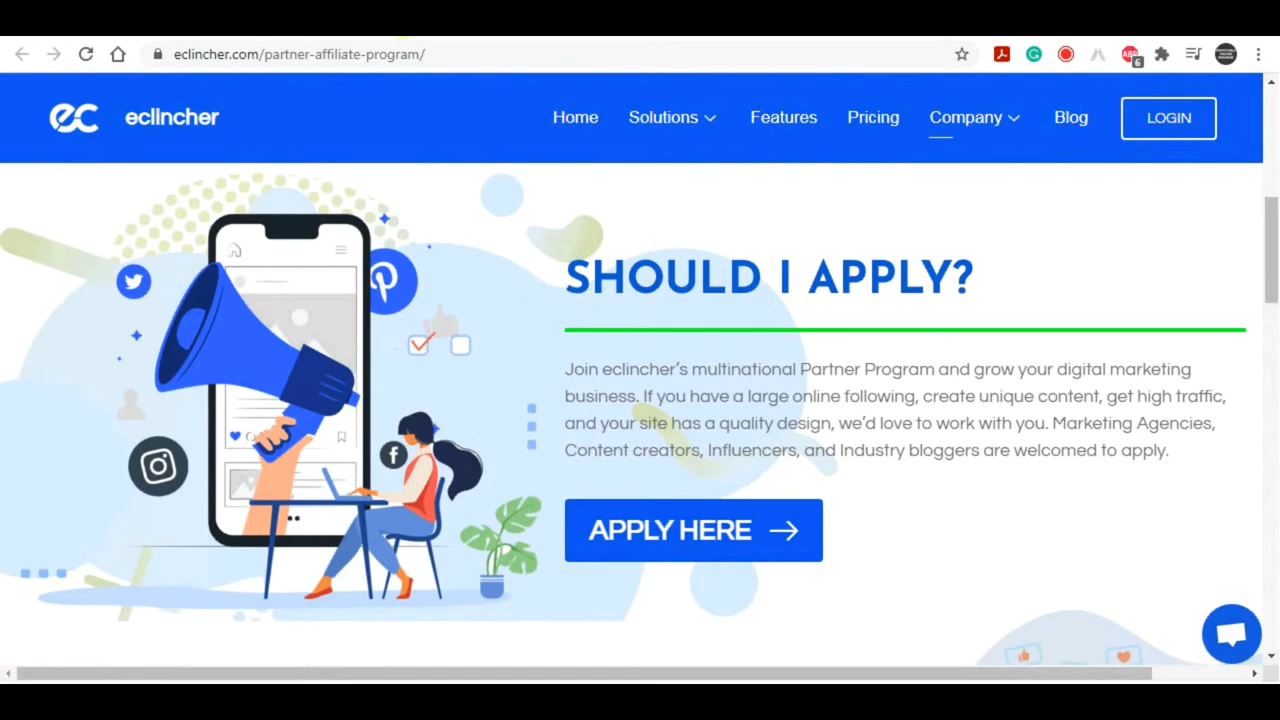 eclincher.com/partner-affiliate-program/
ABP
6
ec eclincher
Home Solutions Features Pricing Company Blog LOGIN
SHOULD I APPLY?
Join eclincher's multinational Partner Program and grow your digital marketing
business. If you have a large online following, create unique content, get high traffic,
and your site has a quality design, we'd love to work with you. Marketing Agencies,
Content creators, Influencers, and Industry bloggers are welcomed to apply.
APPLY HERE